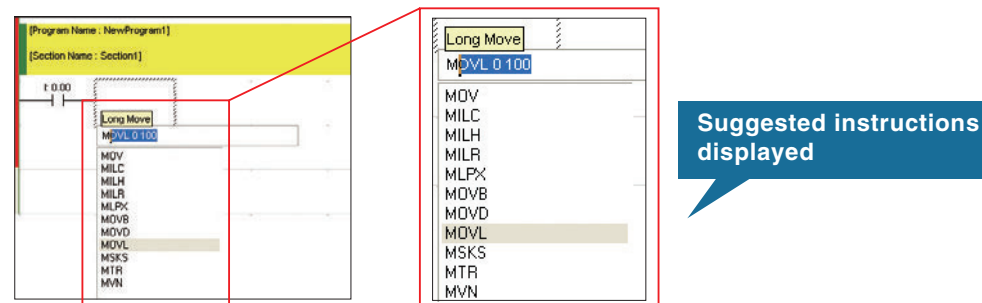 [Program Name : NewProgram1]
[Section Name : Section1]
I: 0.00
Long Move
MOVL 0 100
MOV
MILC
MILH
MILR
MLPX
MOVB
MOVD
MOVL
MSKS
MTR
MVN
Long Move
MOVL 0 100
MOV
MILC
MILH
MILR
MLPX
MOVB
MOVD
MOVL
MSKS
MTR
MVN
Suggested instructions
displayed